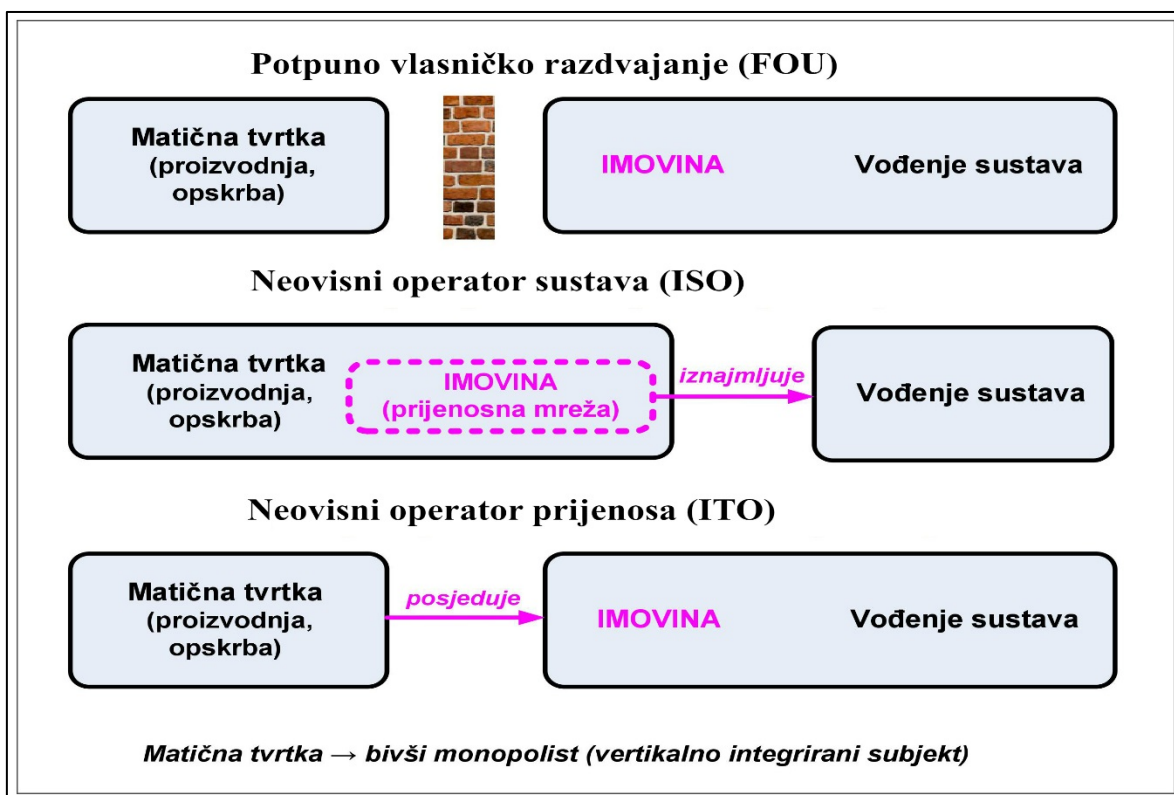 Potpuno vlasničko razdvajanje (FOU)
Matična tvrtka
(proizvodnja,
opskrba)
IMOVINA
Vođenje sustava
Neovisni operator sustava (ISO)
Matična tvrtka
(proizvodnja,
opskrba)
IMOVINA
(prijenosna mreža)
iznajmljuje
Vođenje sustava
Neovisni operator prijenosa (ITO)
Matična tvrtka
(proizvodnja,
opskrba)
posjeduje
IMOVINA
Vođenje sustava
Matična tvrtka → bivši monopolist (vertikalno integrirani subjekt)